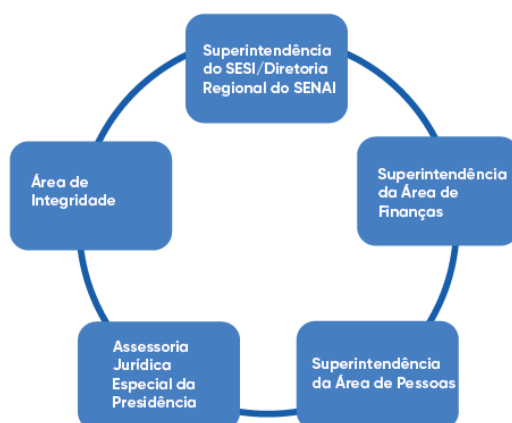 Superintendência
do SESI/Diretoria
Regional do SENAI
Superintendência
da Área de
Finanças
Superintendência
da Área de Pessoas
Assessoria
Jurídica
Especial da
Presidência
Área de
Integridade